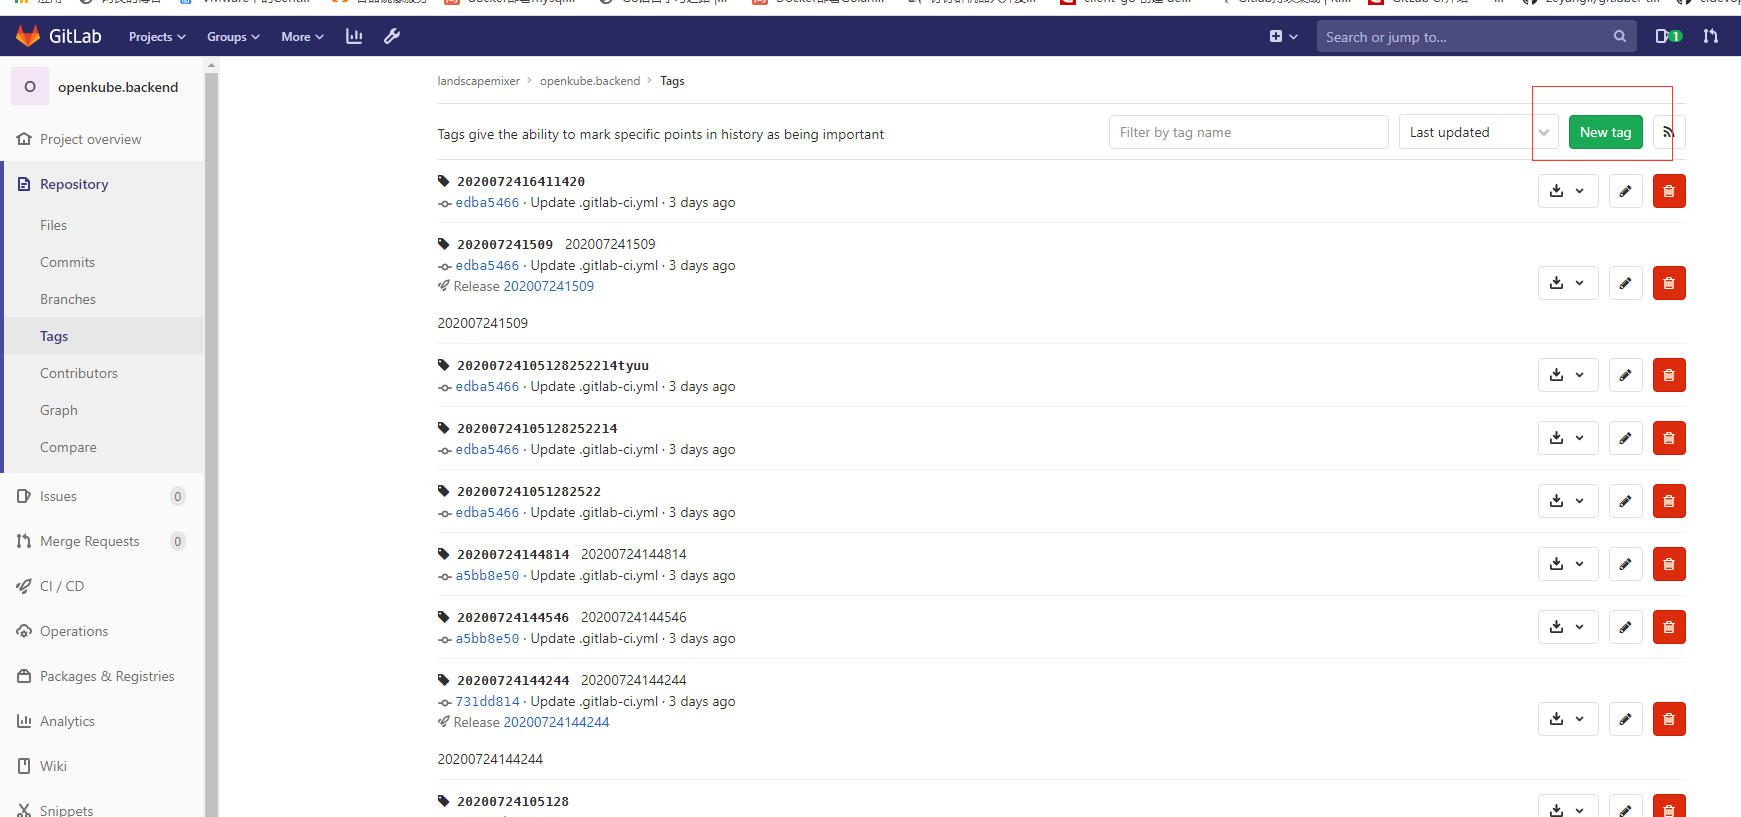 GitLab Projects Groups More Search or jump to... 1
openkube.backend
O
Project overview
Repository
Files
Commits
Branches
Tags
Contributors
Graph
Compare
Issues 0
Merge Requests 0
CI / CD
Operations
Packages & Registries
Analytics
Wiki
Snippets
landscapemixer > openkube.backend > Tags
Tags give the ability to mark specific points in history as being important
Filter by tag name
Last updated
New tag
2020072416411420
edba5466 · Update .gitlab-ci.yml · 3 days ago
202007241509 202007241509
edba5466 · Update .gitlab-ci.yml · 3 days ago
Release 202007241509
202007241509
20200724105128252214tyuu
edba5466 · Update .gitlab-ci.yml · 3 days ago
20200724105128252214
edba5466 · Update .gitlab-ci.yml · 3 days ago
202007241051282522
edba5466 · Update .gitlab-ci.yml · 3 days ago
20200724144814 20200724144814
a5bb8e50 · Update .gitlab-ci.yml · 3 days ago
20200724144546 20200724144546
a5bb8e50 · Update .gitlab-ci.yml · 3 days ago
20200724144244 20200724144244
731dd814 · Update .gitlab-ci.yml · 3 days ago
Release 20200724144244
20200724144244
20200724105128